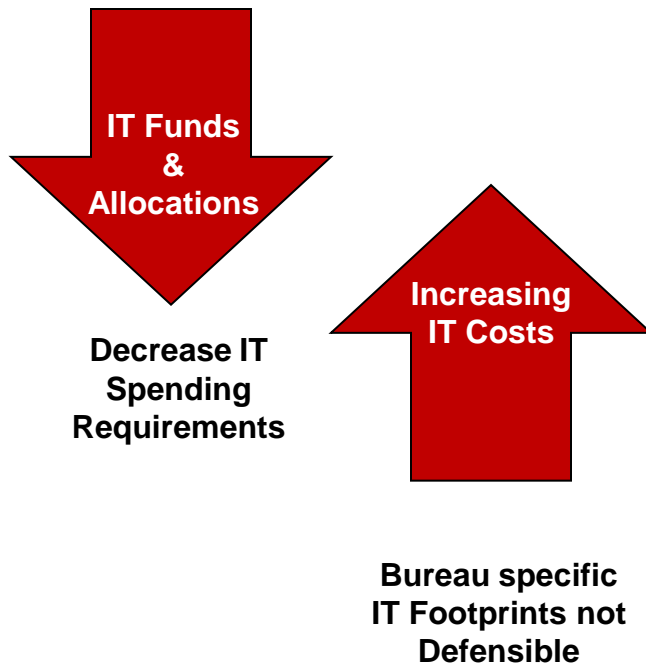 IT Funds
&
Allocations
Decrease IT
Spending
Requirements
Increasing
IT Costs
Bureau specific
IT Footprints not
Defensible